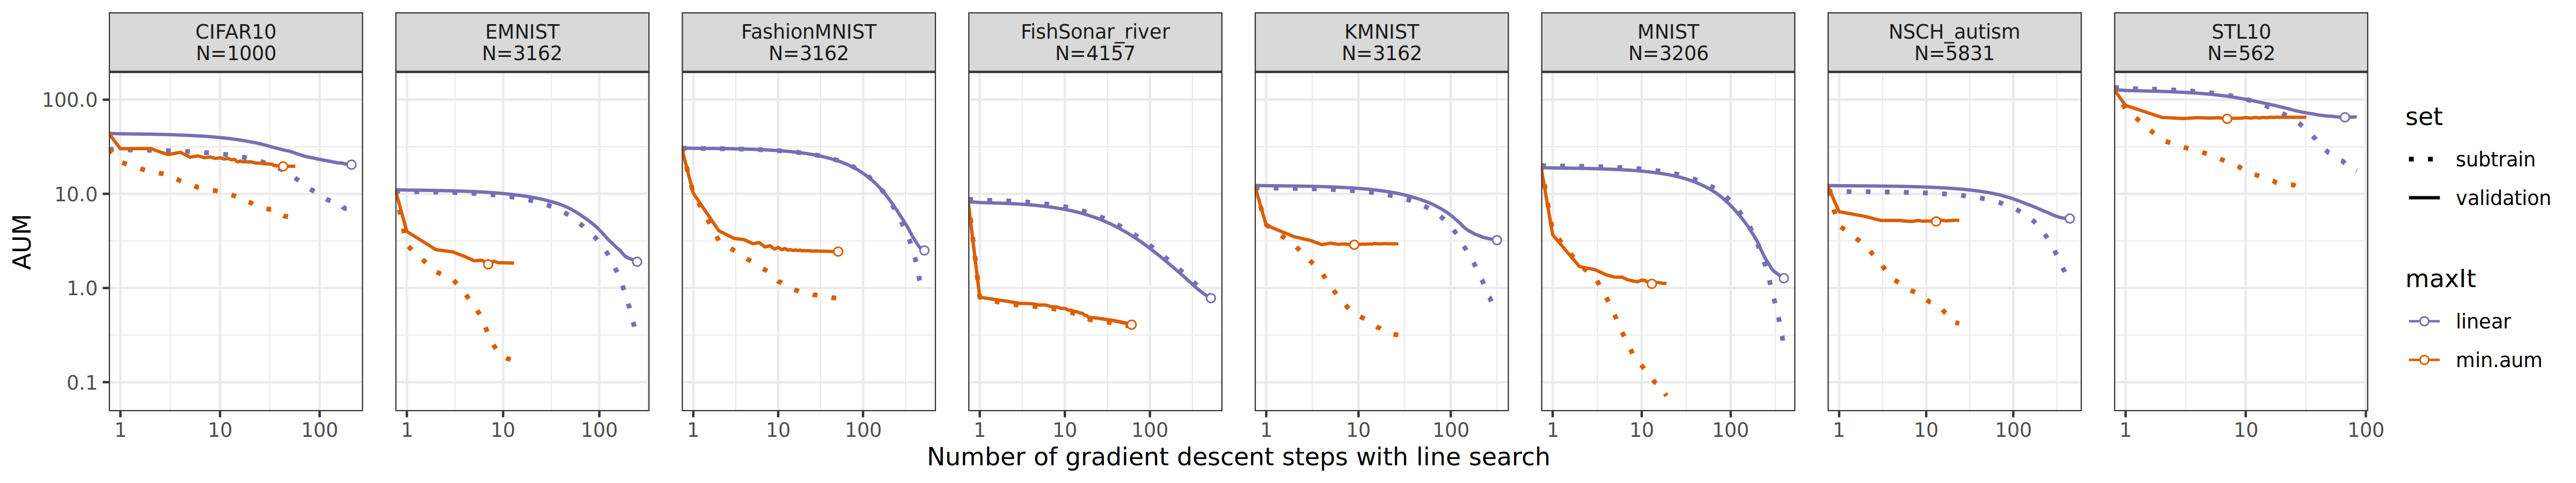 CIFAR10
N=1000
EMNIST
N=3162
FashionMNIST
N=3162
FishSonar_river
N=4157
KMNIST
N=3162
MNIST
N=3206
NSCH_autism
N=5831
STL10
N=562
AUM
100.0
10.0
1.0
0.1
1 10 100
1 10 100
1 10 100
1 10 100
1 10 100
1 10 100
1 10 100
1 10 100
Number of gradient descent steps with line search
set
subtrain
validation
maxIt
linear
min.aum